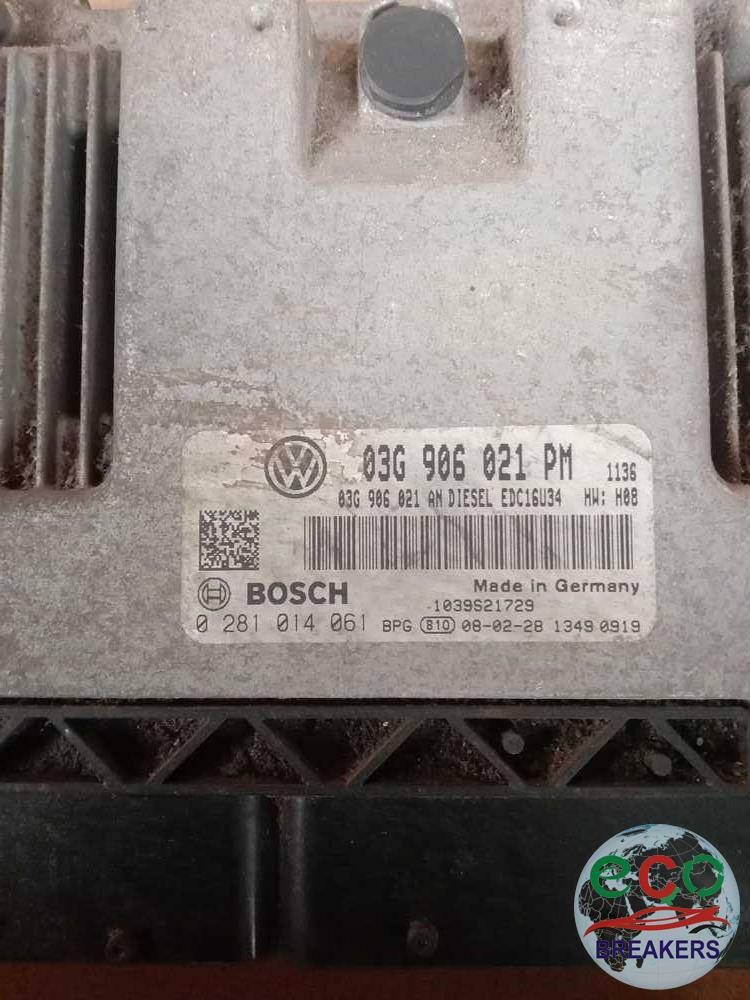 03G 906 021 PM 1136
03G 906 021 AN DIESEL EDC16U34 HW: H08
BOSCH Made in Germany
1039S21729
0 281 014 061 BPG 810 08-02-28 1349 0919
eco
BREAKERS